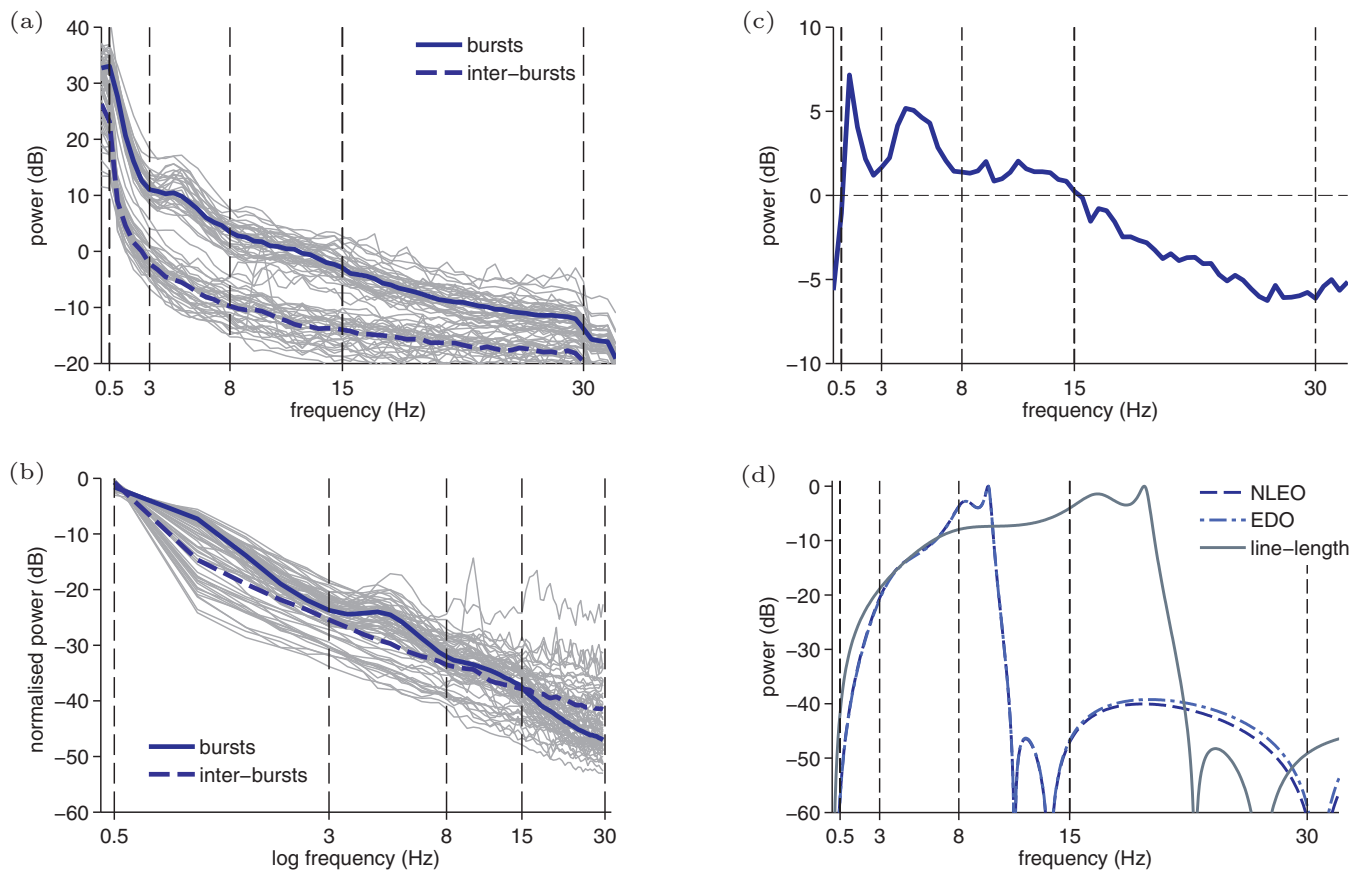 (a)
40
30
20
10
0
−10
−20
power (dB)
bursts
inter−bursts
0.5 3 8 15 30
frequency (Hz)
(c)
10
5
0
−5
−10
power (dB)
0.5 3 8 15 30
frequency (Hz)
(b)
0
−10
−20
−30
−40
−50
−60
normalised power (dB)
bursts
inter−bursts
0.5 3 8 15 30
log frequency (Hz)
(d)
0
−10
−20
−30
−40
−50
−60
power (dB)
NLEO
EDO
line−length
0.5 3 8 15 30
frequency (Hz)